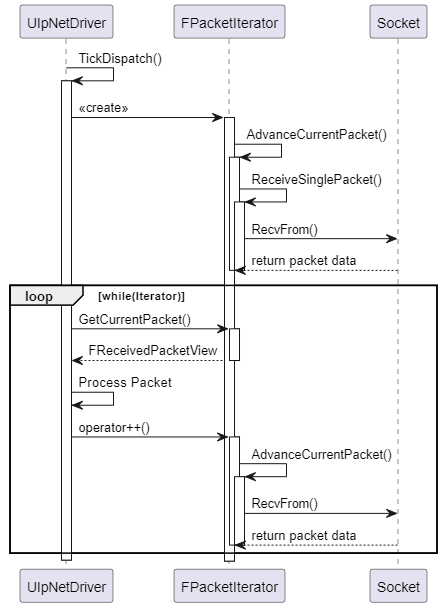 UIpNetDriver FPacketIterator Socket
TickDispatch()
«create»
AdvanceCurrentPacket()
ReceiveSinglePacket()
RecvFrom()
return packet data
loop [while(Iterator)]
GetCurrentPacket()
FReceivedPacketView
Process Packet
operator++()
AdvanceCurrentPacket()
RecvFrom()
return packet data
UIpNetDriver FPacketIterator Socket